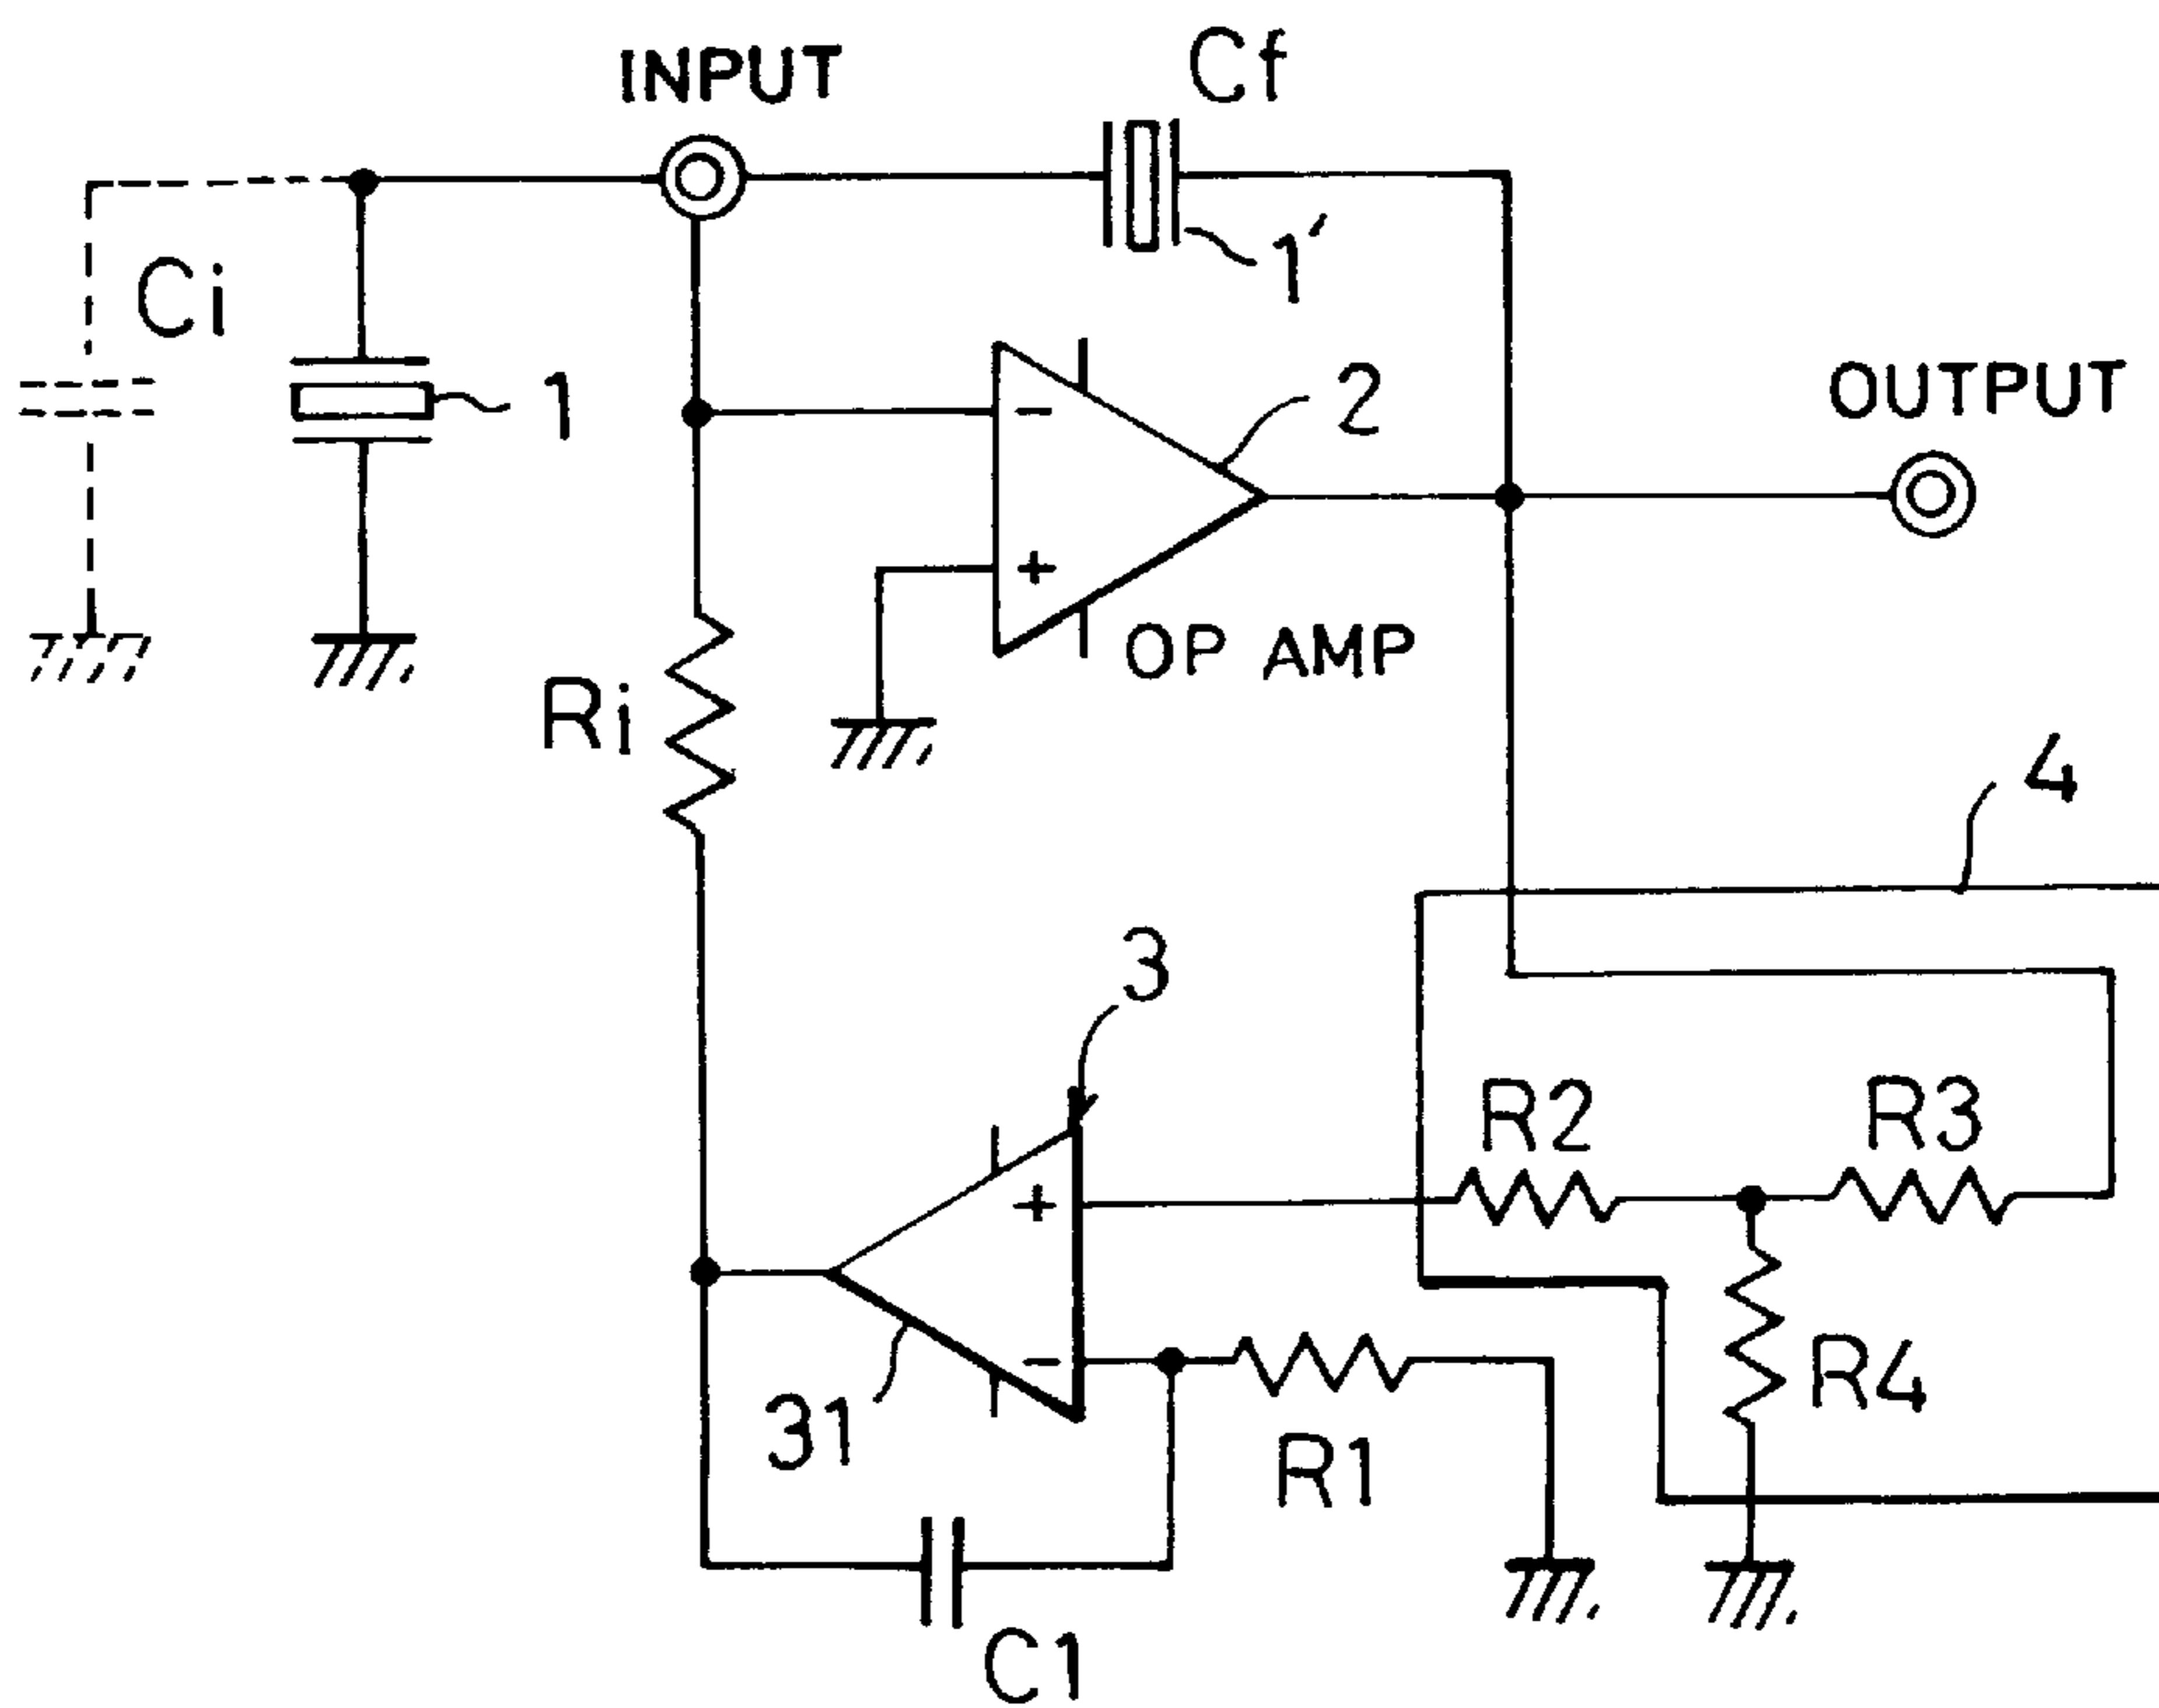 INPUT
Cf
1′
Ci
1
2
OUTPUT
−
+
OP AMP
Ri
4
3
R2
R3
+
−
R4
31
R1
C1